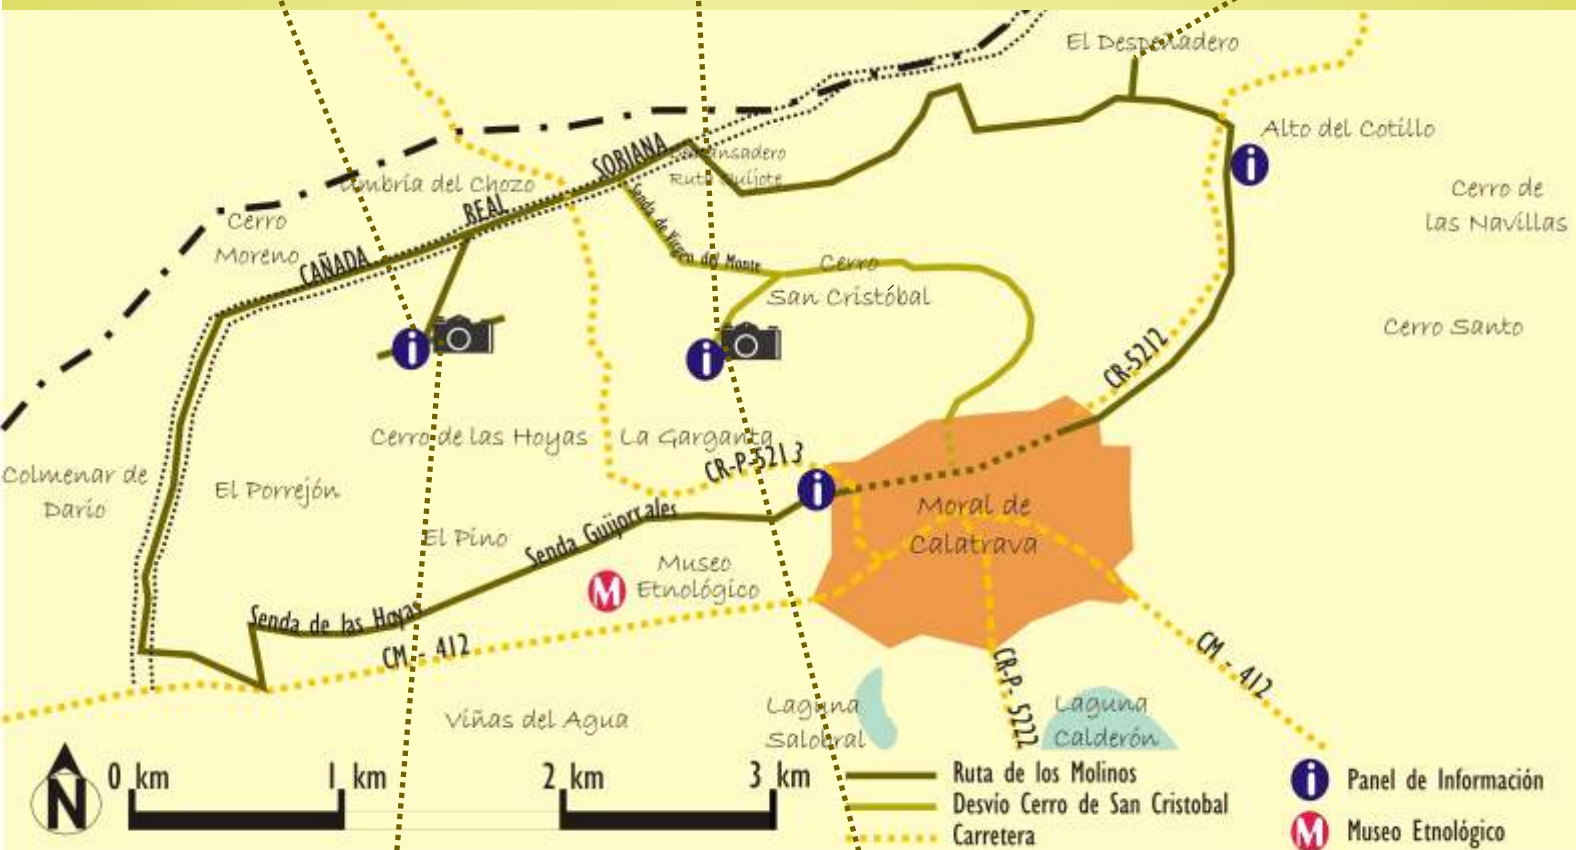 El Despeñadero
Alto del Cotillo
SORIANA
Descansadero
Ruta Quijote
Umbría del Chozo
REAL
Cerro de
las Navillas
Cerro
Moreno
CAÑADA
Senda de Virgen del Monte
Cerro
San Cristóbal
Cerro Santo
CR-5212
Cerro de las Hoyas
La Garganta
CR-P-5213
Colmenar de
Darío
El Porrejón
Moral de
Calatrava
El Pino
Senda Guijorrales
Museo
Etnológico
M
Senda de las Hoyas
CM - 412
CM - 412
CR-P- 5222
Viñas del Agua
Laguna
Salobral
Laguna
Calderón
0 km
1 km
2 km
3 km
N
Ruta de los Molinos
Desvío Cerro de San Cristobal
Carretera
i
Panel de Información
M
Museo Etnológico